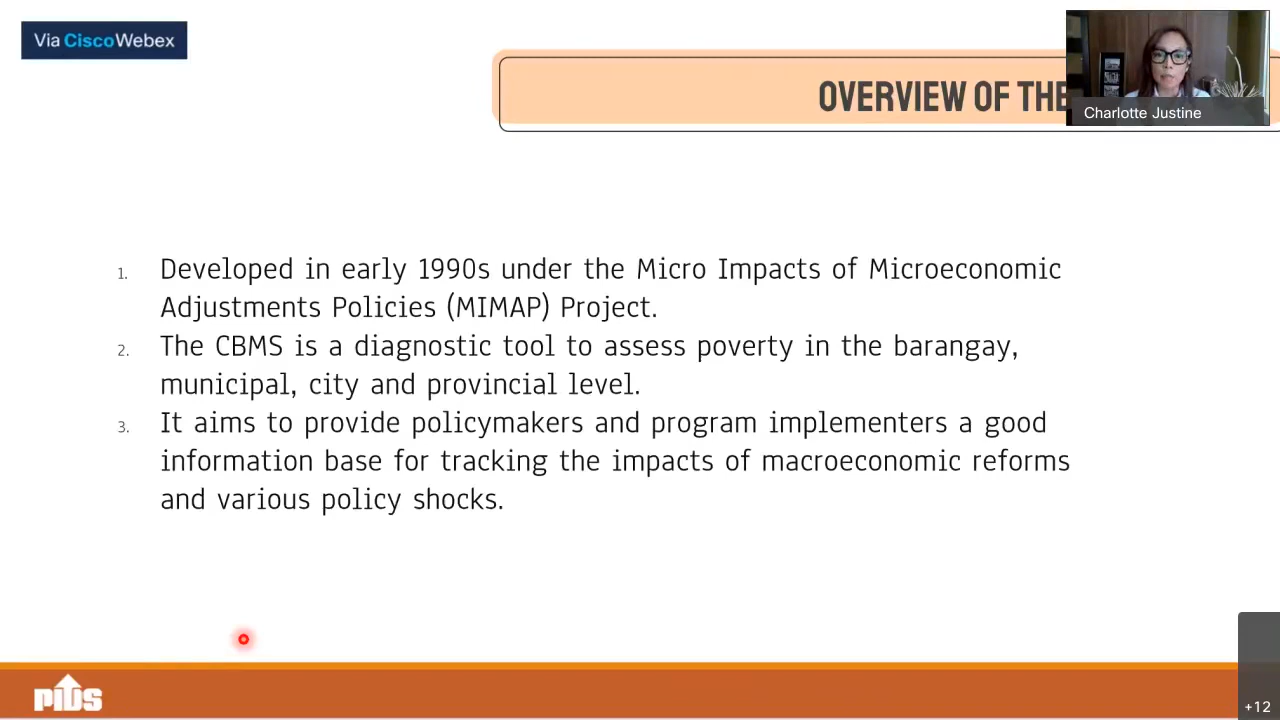 Via CiscoWebex
OVERVIEW OF THE
Charlotte Justine
1. Developed in early 1990s under the Micro Impacts of Microeconomic
Adjustments Policies (MIMAP) Project.
2. The CBMS is a diagnostic tool to assess poverty in the barangay,
municipal, city and provincial level.
3. It aims to provide policymakers and program implementers a good
information base for tracking the impacts of macroeconomic reforms
and various policy shocks.
PIDS
+12